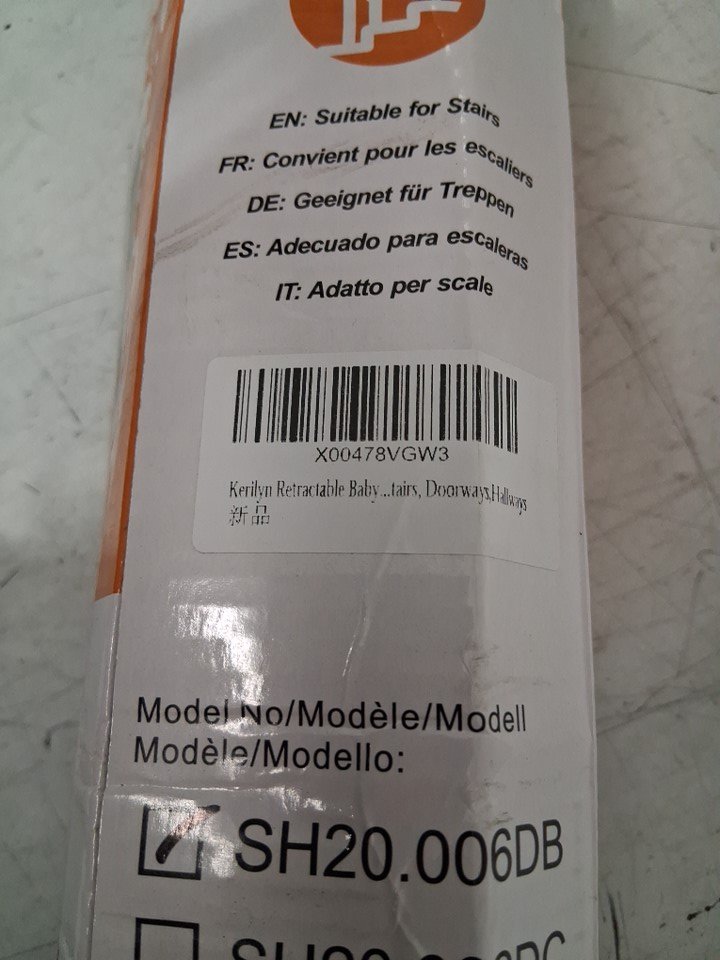 EN: Suitable for Stairs
FR: Convient pour les escaliers
DE: Geeignet für Treppen
ES: Adecuado para escaleras
IT: Adatto per scale
X00478VGW3
Kerilyn Retractable Baby...tairs, Doorways,Hallways
新品
Model No/Modèle/Modell
Modèle/Modello:
SH20.006DB